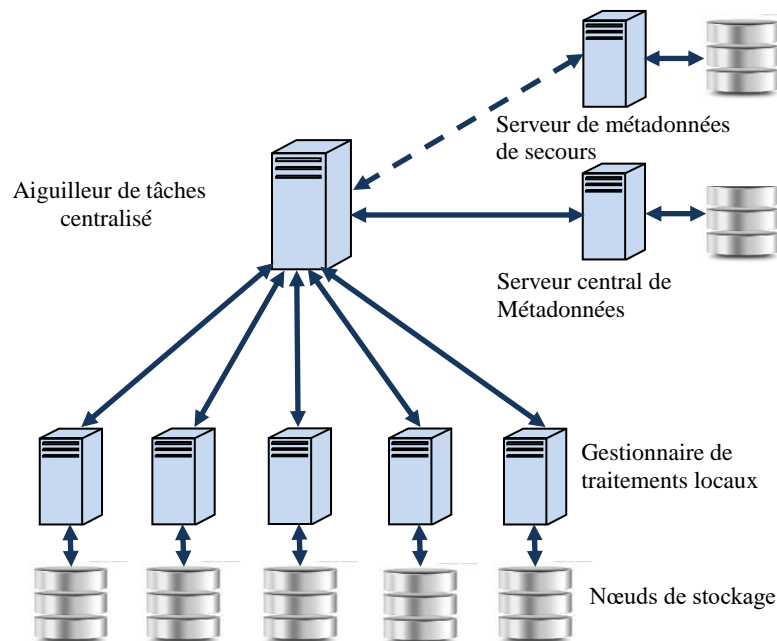 Serveur de métadonnées
de secours
Aiguilleur de tâches
centralisé
Serveur central de
Métadonnées
Gestionnaire de
traitements locaux
Nœuds de stockage